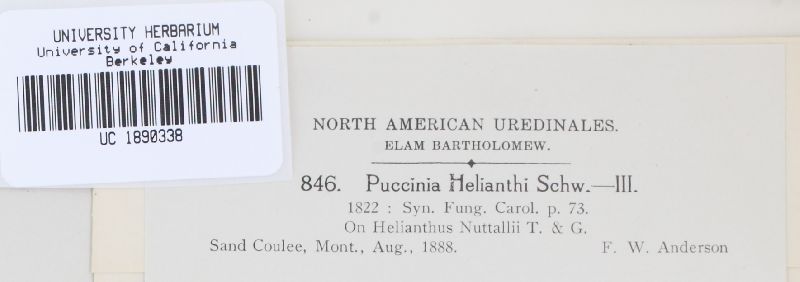 UNIVERSITY HERBARIUM
University of California
Berkeley
UC 1890338
NORTH AMERICAN UREDINALES.
ELAM BARTHOLOMEW.
846. Puccinia Helianthi Schw.—III.
1822 : Syn. Fung. Carol. p. 73.
On Helianthus Nuttallii T. & G.
Sand Coulee, Mont., Aug., 1888. F. W. Anderson